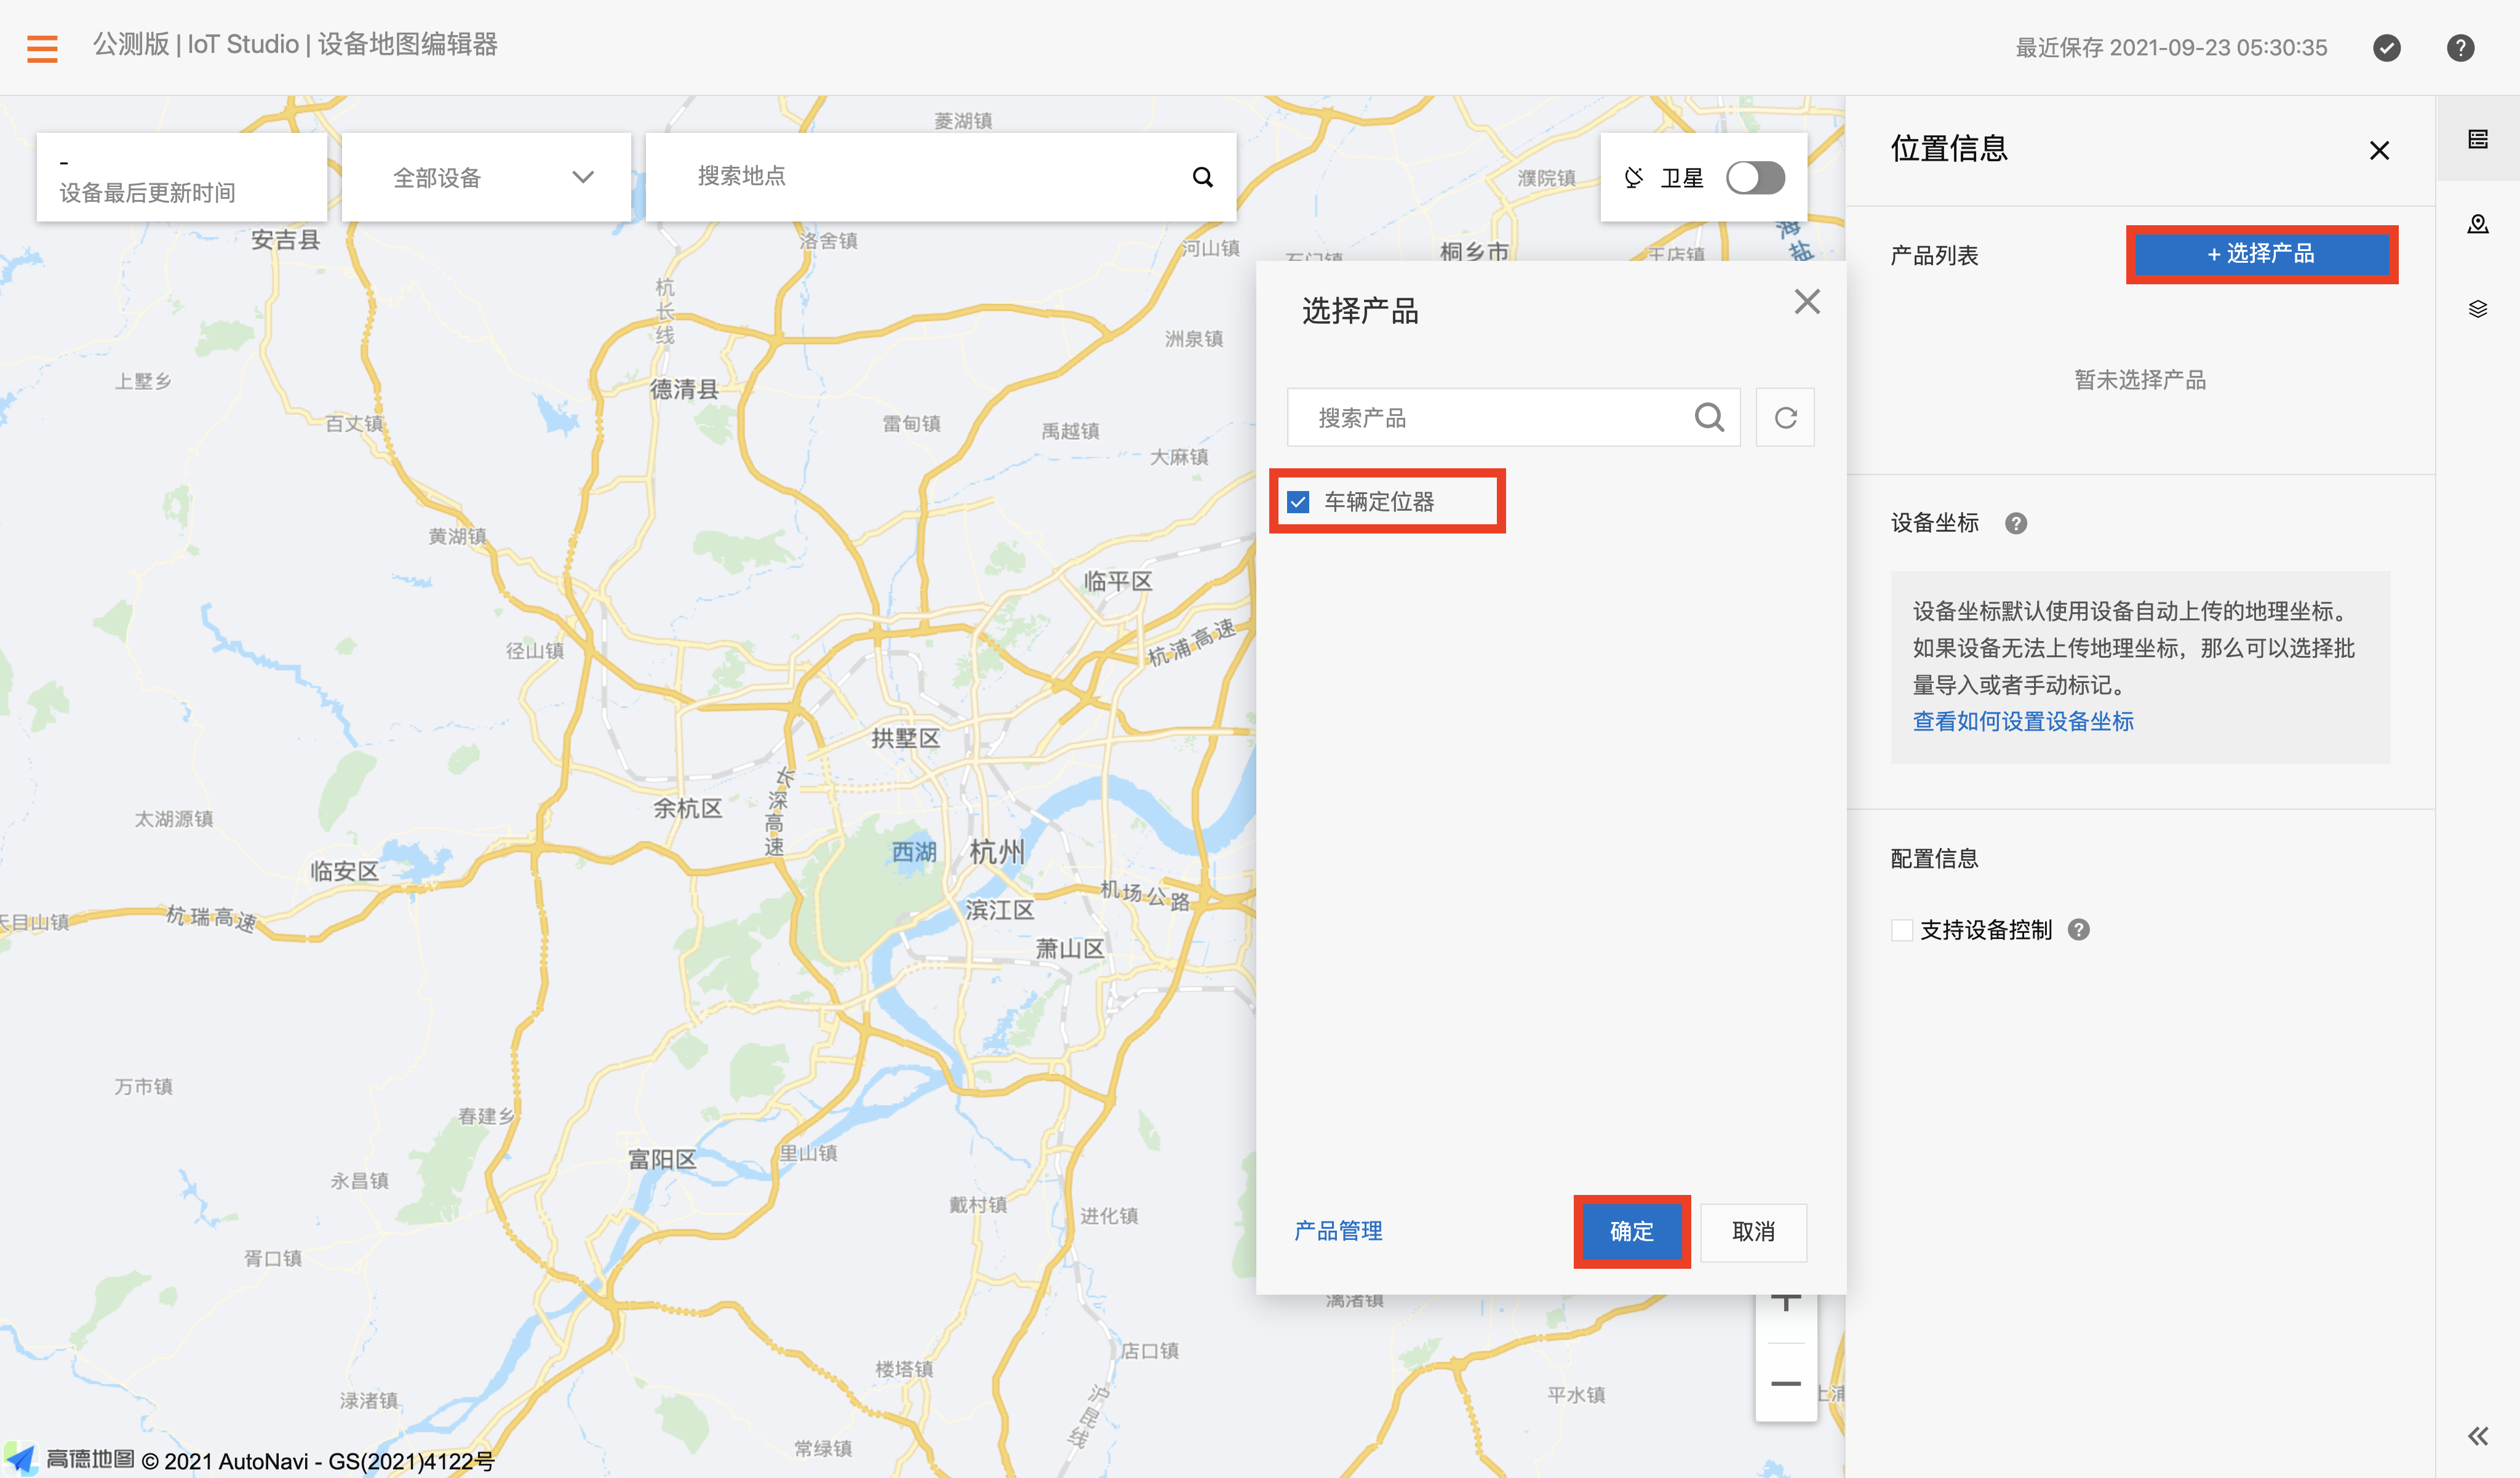 公测版 | IoT Studio | 设备地图编辑器
最近保存 2021-09-23 05:30:35
-
设备最后更新时间
全部设备
搜索地点
卫星
菱湖镇
濮院镇
安吉县
洛舍镇
河山镇
石门镇
桐乡市
王店镇
海盐
杭长线
洲泉镇
上墅乡
德清县
百丈镇
雷甸镇
禹越镇
大麻镇
黄湖镇
临平区
径山镇
杭浦高速
拱墅区
长深高速
余杭区
太湖源镇
临安区
西湖
杭州
机场公路
滨江区
天目山镇
杭瑞高速
萧山区
万市镇
春建乡
富阳区
里山镇
永昌镇
戴村镇
进化镇
胥口镇
漓渚镇
店口镇
楼塔镇
渌渚镇
沪昆线
平水镇
上浦
常绿镇
高德地图 © 2021 AutoNavi - GS(2021)4122号
选择产品
搜索产品
车辆定位器
产品管理
确定
取消
位置信息
产品列表
+ 选择产品
暂未选择产品
设备坐标
设备坐标默认使用设备自动上传的地理坐标。
如果设备无法上传地理坐标，那么可以选择批
量导入或者手动标记。
查看如何设置设备坐标
配置信息
支持设备控制